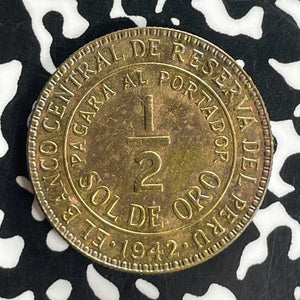 EL BANCO CENTRAL DE RESERVA DEL PERU
PAGARA AL PORTADOR
1
2
SOL DE ORO
·1942·